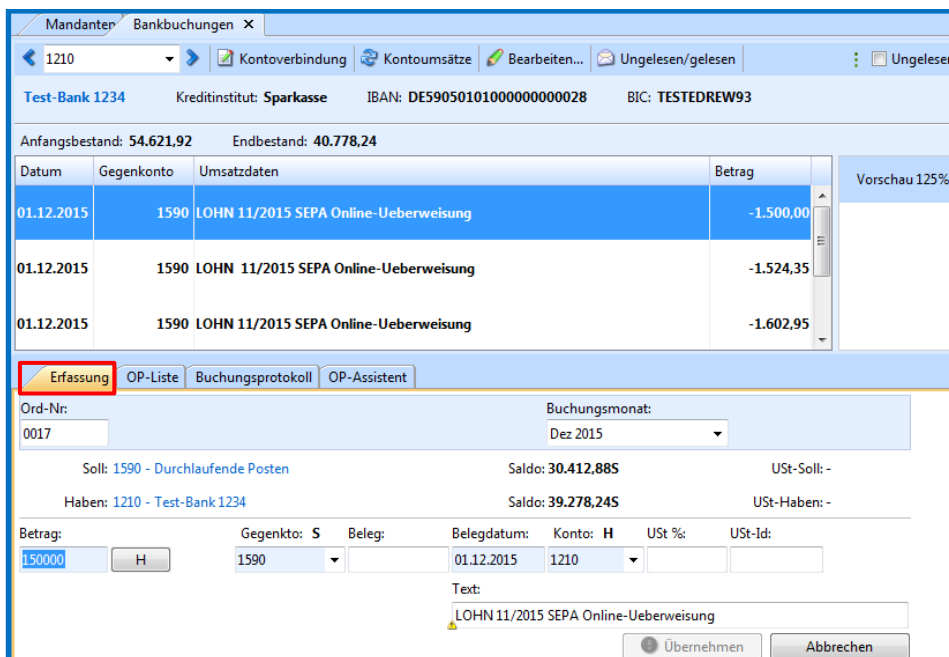 Mandanten Bankbuchungen X
1210 Kontoverbindung Kontoumsätze Bearbeiten... Ungelesen/gelesen Ungelesen
Test-Bank 1234 Kreditinstitut: Sparkasse IBAN: DE59050101000000000028 BIC: TESTEDREW93
Anfangsbestand: 54.621,92 Endbestand: 40.778,24
Datum Gegenkonto Umsatzdaten Betrag Vorschau 125%
01.12.2015 1590 LOHN 11/2015 SEPA Online-Ueberweisung -1.500,00
01.12.2015 1590 LOHN 11/2015 SEPA Online-Ueberweisung -1.524,35
01.12.2015 1590 LOHN 11/2015 SEPA Online-Ueberweisung -1.602,95
Erfassung OP-Liste Buchungsprotokoll OP-Assistent
Ord-Nr: Buchungsmonat:
0017 Dez 2015
Soll: 1590 - Durchlaufende Posten Saldo: 30.412,88S USt-Soll: -
Haben: 1210 - Test-Bank 1234 Saldo: 39.278,24S USt-Haben: -
Betrag: Gegenkto: S Beleg: Belegdatum: Konto: H USt %: USt-Id:
150000 H 1590 01.12.2015 1210
Text:
LOHN 11/2015 SEPA Online-Ueberweisung
Übernehmen Abbrechen